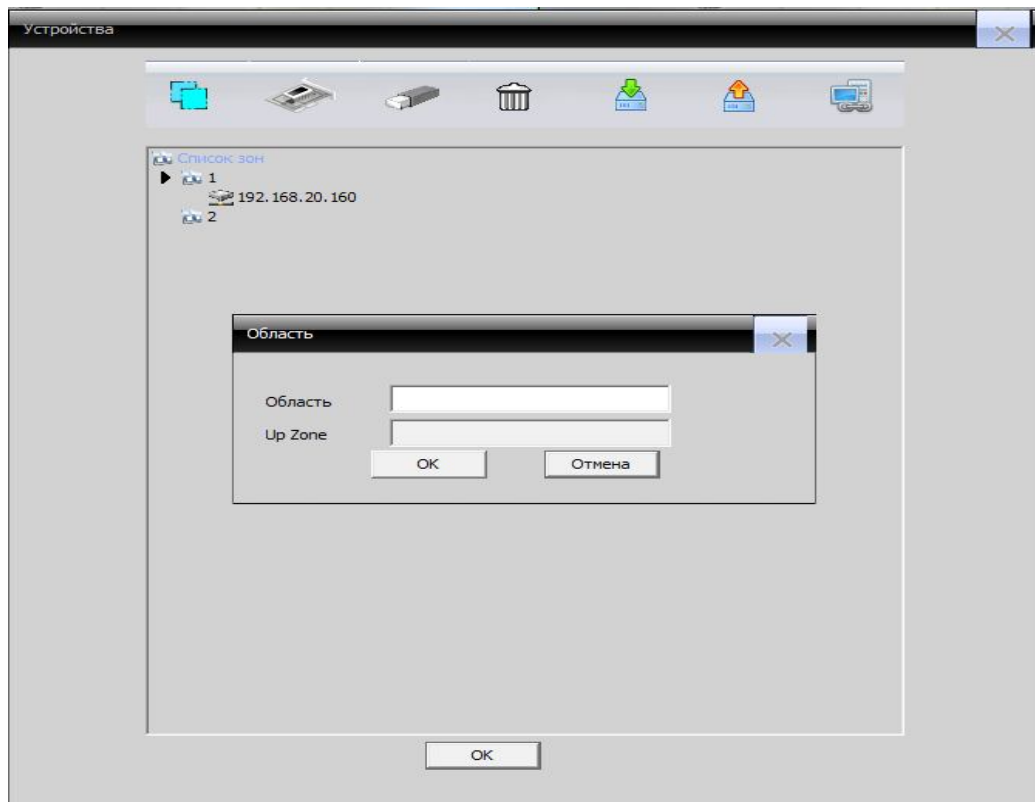 Устройства
Список зон
1
192.168.20.160
2
Область
Область
Up Zone
OK
Отмена
OK